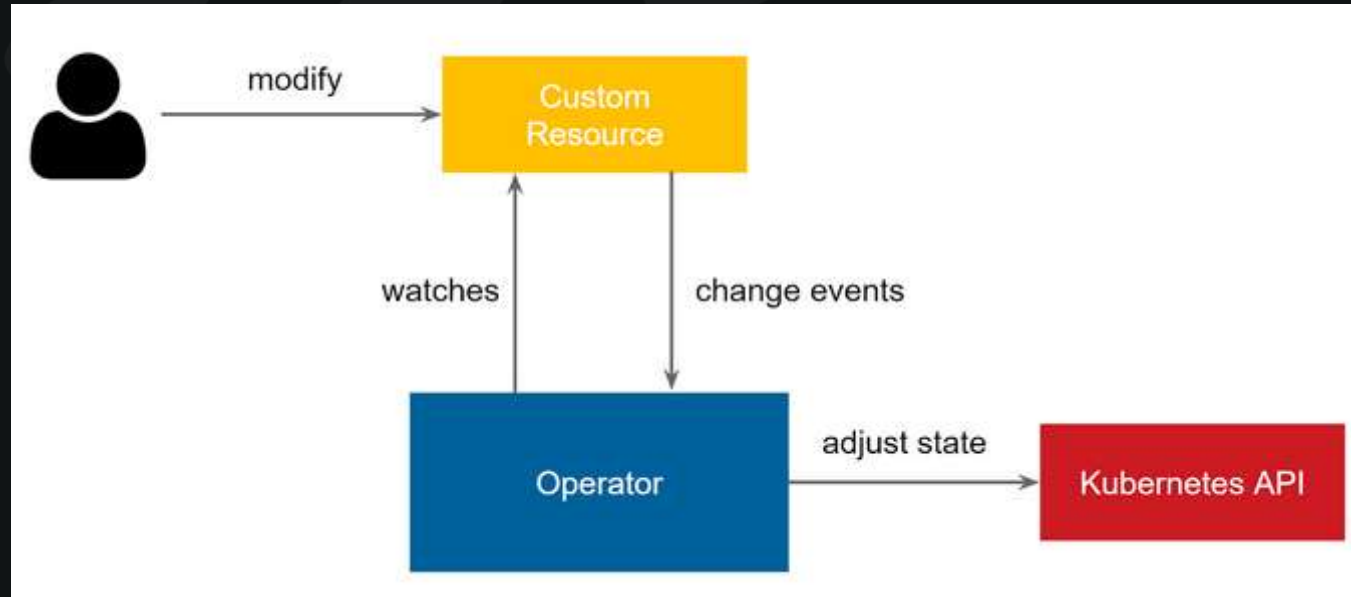 modify
Custom
Resource
watches
change events
Operator
adjust state
Kubernetes API